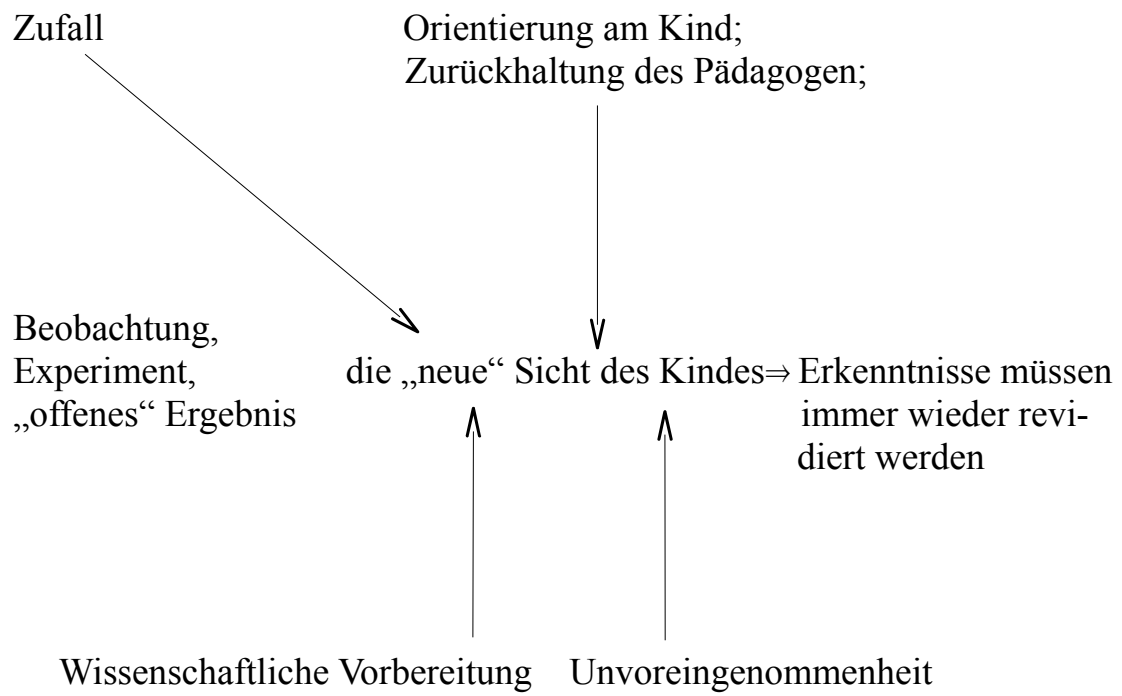 Zufall
Orientierung am Kind;
Zurückhaltung des Pädagogen;
Beobachtung,
Experiment,
„offenes“ Ergebnis
die „neue“ Sicht des Kindes⇒ Erkenntnisse müssen
immer wieder revi-
diert werden
Wissenschaftliche Vorbereitung
Unvoreingenommenheit